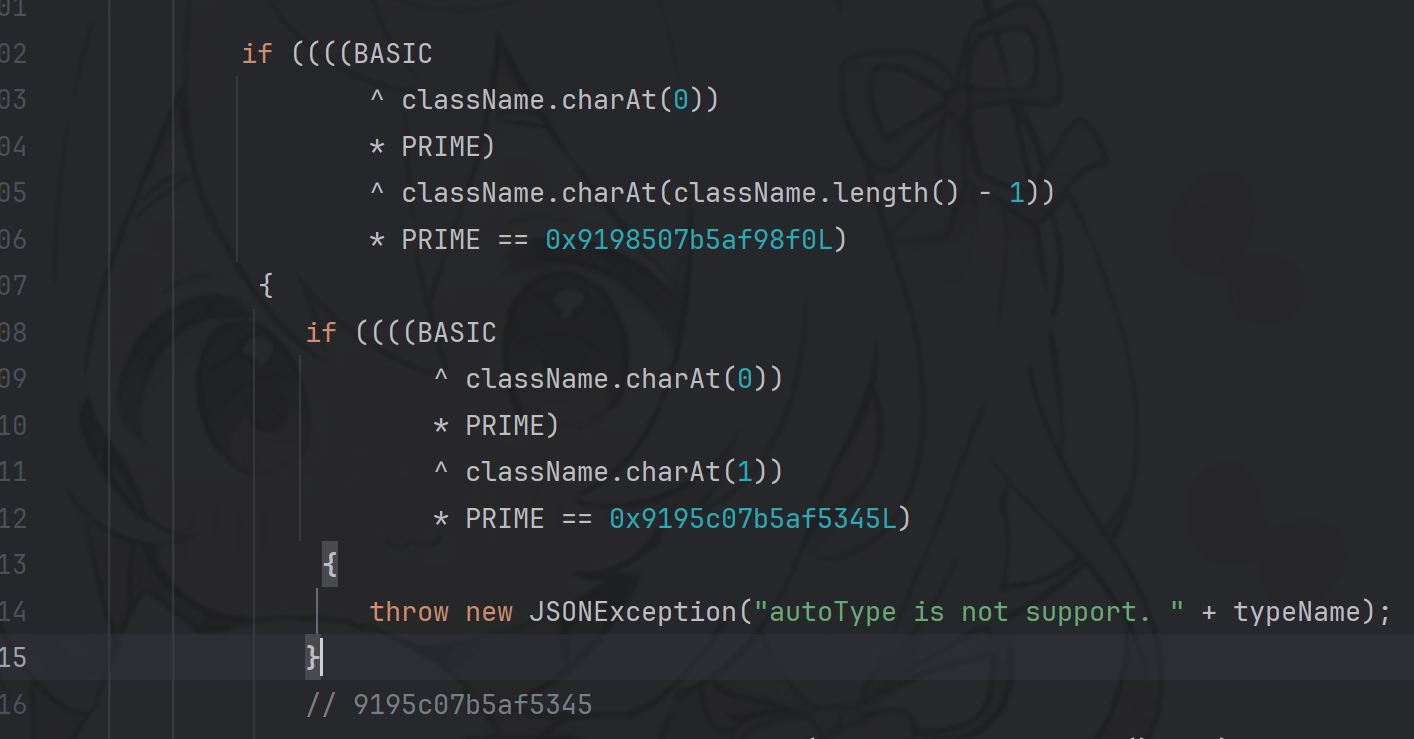 01
02 if ((((BASIC
03 ^ className.charAt(0))
04 * PRIME)
05 ^ className.charAt(className.length() - 1))
06 * PRIME == 0x9198507b5af98f0L)
07 {
08 if ((((BASIC
09 ^ className.charAt(0))
10 * PRIME)
11 ^ className.charAt(1))
12 * PRIME == 0x9195c07b5af5345L)
13 {
14 throw new JSONException("autoType is not support. " + typeName);
15 }
16 // 9195c07b5af5345